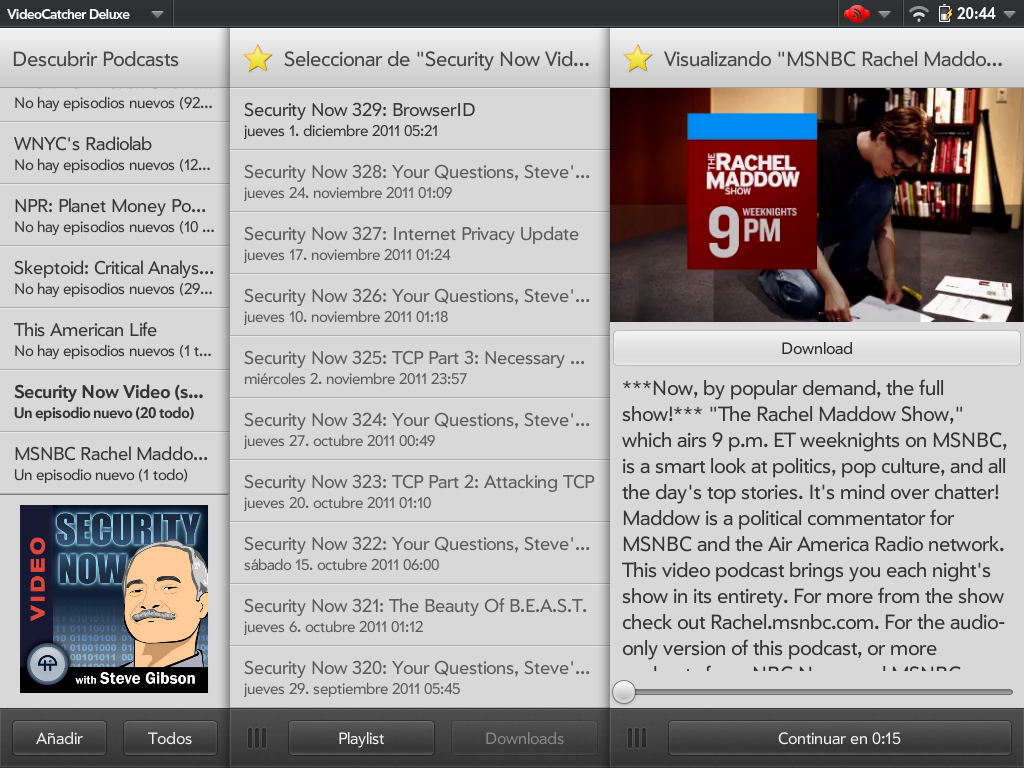 VideoCatcher Deluxe
20:44
Descubrir Podcasts
No hay episodios nuevos (92...
WNYC's Radiolab
No hay episodios nuevos (12...
NPR: Planet Money Po...
No hay episodios nuevos (10 ...
Skeptoid: Critical Analys...
No hay episodios nuevos (29...
This American Life
No hay episodios nuevos (1 t...
Security Now Video (s...
Un episodio nuevo (20 todo)
MSNBC Rachel Maddo...
Un episodio nuevo (1 todo)
VIDEO
SECURITY
NOW
with Steve Gibson
Añadir
Todos
Seleccionar de "Security Now Vid...
Security Now 329: BrowserID
jueves 1. diciembre 2011 05:21
Security Now 328: Your Questions, Steve'...
jueves 24. noviembre 2011 01:09
Security Now 327: Internet Privacy Update
jueves 17. noviembre 2011 01:24
Security Now 326: Your Questions, Steve'...
jueves 10. noviembre 2011 01:18
Security Now 325: TCP Part 3: Necessary ...
miércoles 2. noviembre 2011 23:57
Security Now 324: Your Questions, Steve'...
jueves 27. octubre 2011 00:49
Security Now 323: TCP Part 2: Attacking TCP
jueves 20. octubre 2011 01:10
Security Now 322: Your Questions, Steve'...
sábado 15. octubre 2011 06:00
Security Now 321: The Beauty Of B.E.A.S.T.
jueves 6. octubre 2011 01:12
Security Now 320: Your Questions, Steve'...
jueves 29. septiembre 2011 05:45
Playlist
Downloads
Visualizando "MSNBC Rachel Maddo...
THE
RACHEL
MADDOW
SHOW
9 WEEKNIGHTS
PM
Download
***Now, by popular demand, the full
show!*** "The Rachel Maddow Show,"
which airs 9 p.m. ET weeknights on MSNBC,
is a smart look at politics, pop culture, and all
the day's top stories. It's mind over chatter!
Maddow is a political commentator for
MSNBC and the Air America Radio network.
This video podcast brings you each night's
show in its entirety. For more from the show
check out Rachel.msnbc.com. For the audio-
only version of this podcast, or more
Continuar en 0:15